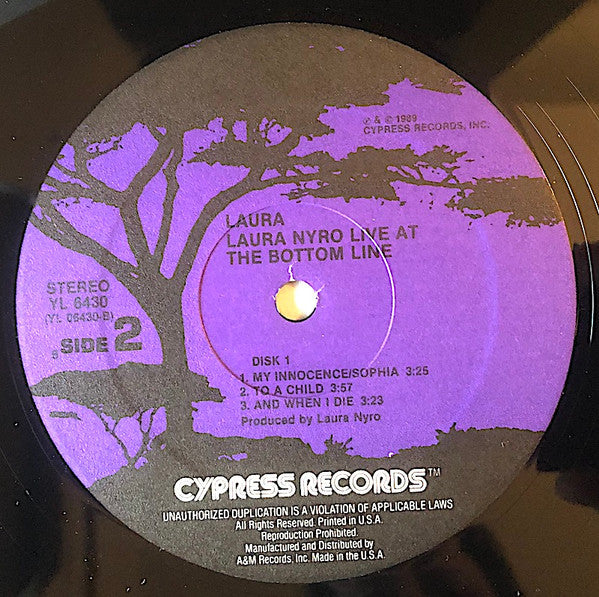 ℗ & © 1989
CYPRESS RECORDS, INC.
LAURA
LAURA NYRO LIVE AT
THE BOTTOM LINE
STEREO
YL 6430
(YL 06430-B)
S SIDE 2
DISK 1
1. MY INNOCENCE/SOPHIA 3:25
2. TO A CHILD 3:57
3. AND WHEN I DIE 3:23
Produced by Laura Nyro
CYPRESS RECORDS™
UNAUTHORIZED DUPLICATION IS A VIOLATION OF APPLICABLE LAWS
All Rights Reserved. Printed in U.S.A.
Reproduction Prohibited.
Manufactured and Distributed by
A&M Records, Inc. Made in the U.S.A.